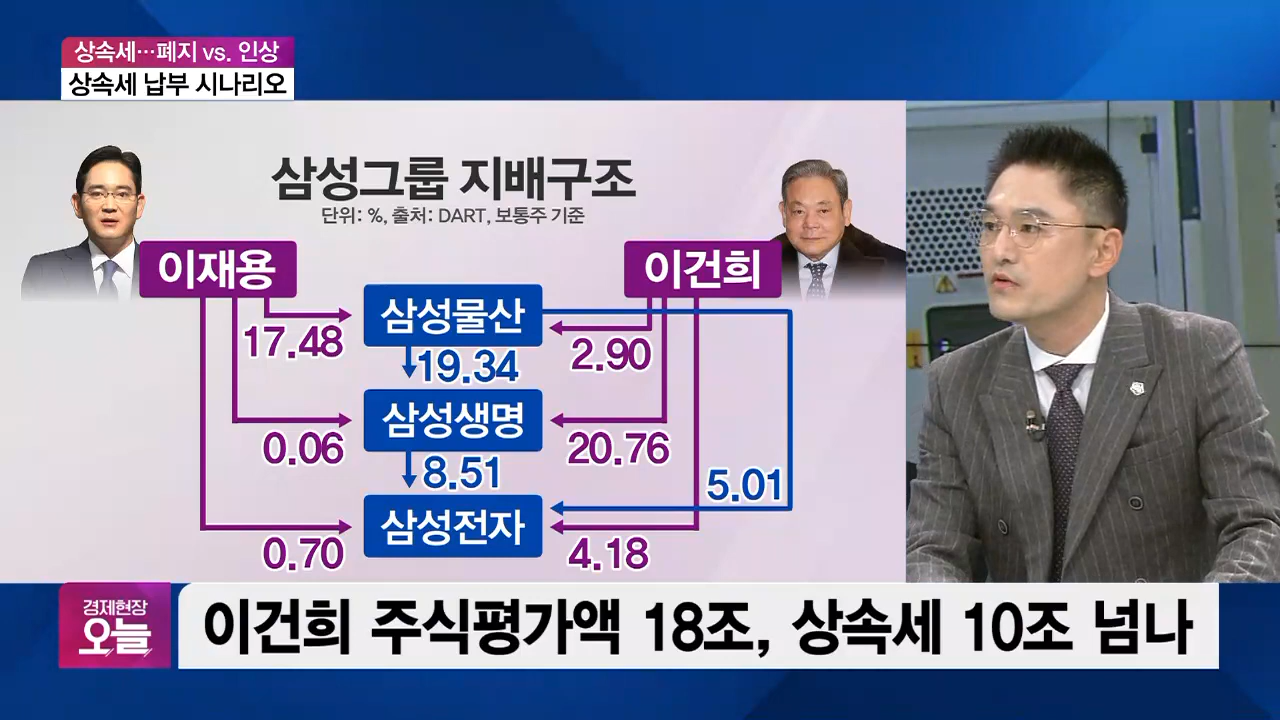 상속세…폐지 vs. 인상
상속세 납부 시나리오
삼성그룹 지배구조
단위: %, 출처: DART, 보통주 기준
이재용
이건희
삼성물산
17.48
2.90
19.34
삼성생명
0.06
20.76
8.51
5.01
삼성전자
0.70
4.18
경제현장
오늘
이건희 주식평가액 18조, 상속세 10조 넘나